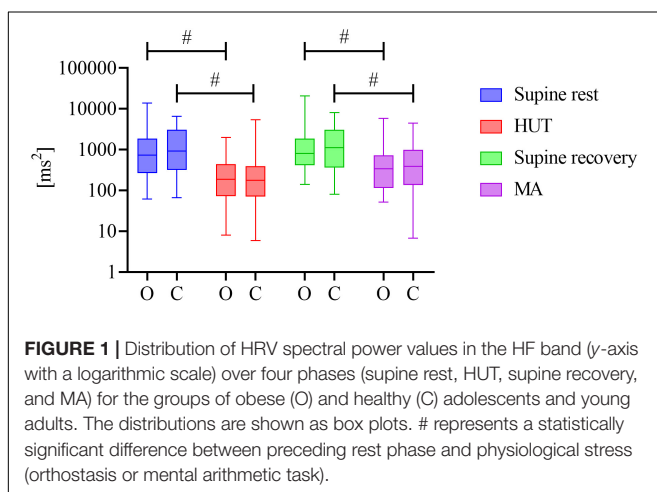 # #
# #
100000
10000
1000
100
10
1
[ms²]
O C O C O C O C
Supine rest
HUT
Supine recovery
MA
FIGURE 1 | Distribution of HRV spectral power values in the HF band (y-axis
with a logarithmic scale) over four phases (supine rest, HUT, supine recovery,
and MA) for the groups of obese (O) and healthy (C) adolescents and young
adults. The distributions are shown as box plots. # represents a statistically
significant difference between preceding rest phase and physiological stress
(orthostasis or mental arithmetic task).